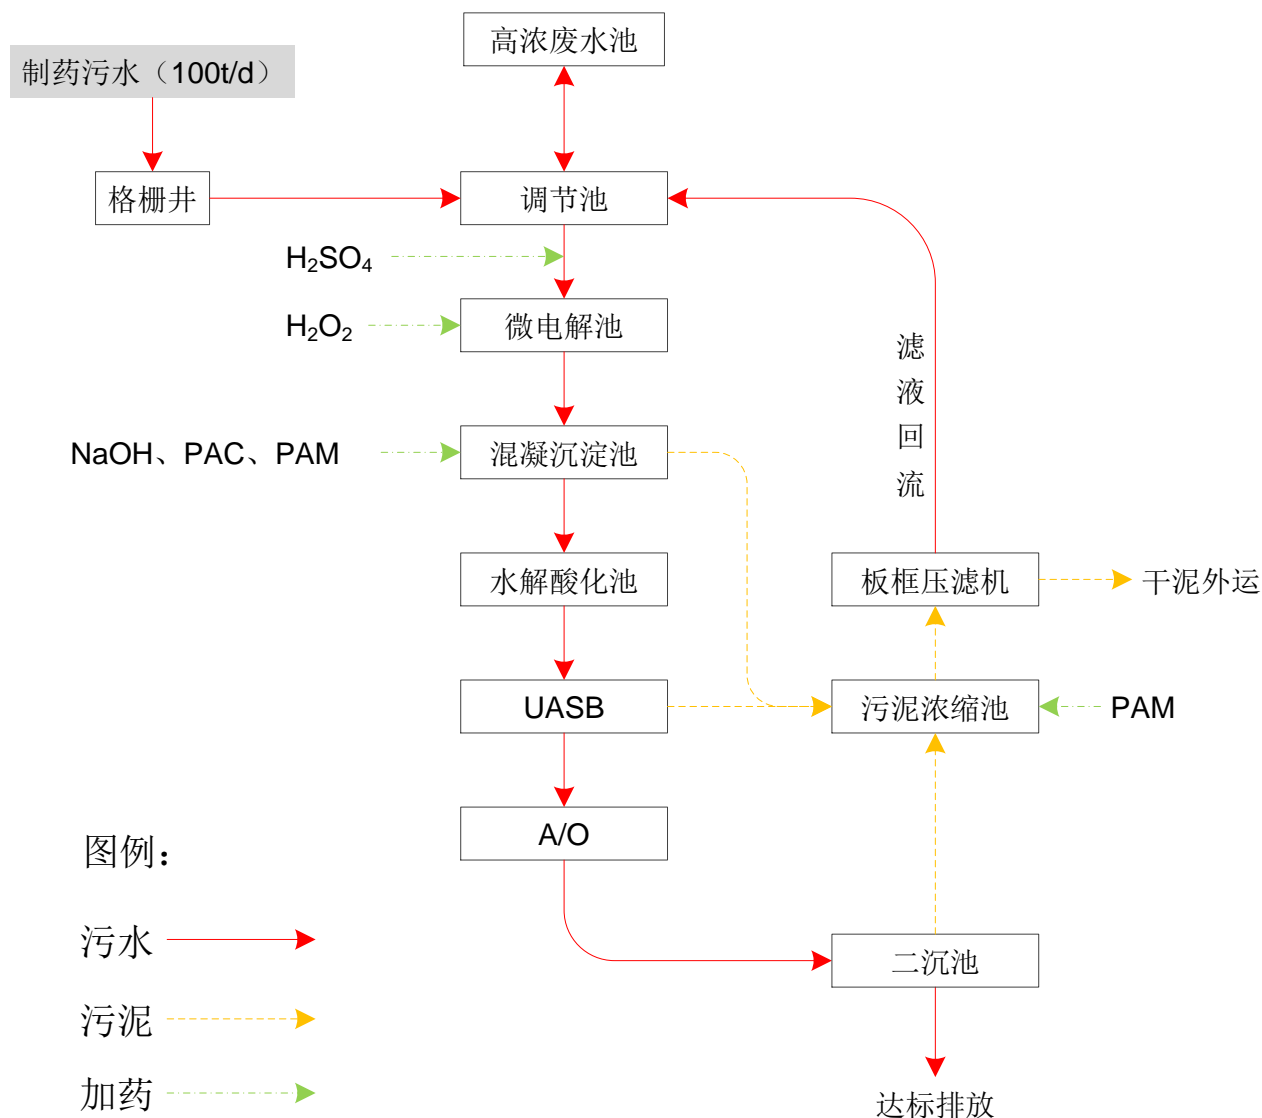 高浓废水池
制药污水（100t/d）
格栅井
调节池
H₂SO₄
H₂O₂
微电解池
滤液回流
NaOH、PAC、PAM
混凝沉淀池
水解酸化池
板框压滤机
干泥外运
UASB
污泥浓缩池
PAM
A/O
图例：
污水
二沉池
污泥
加药
达标排放